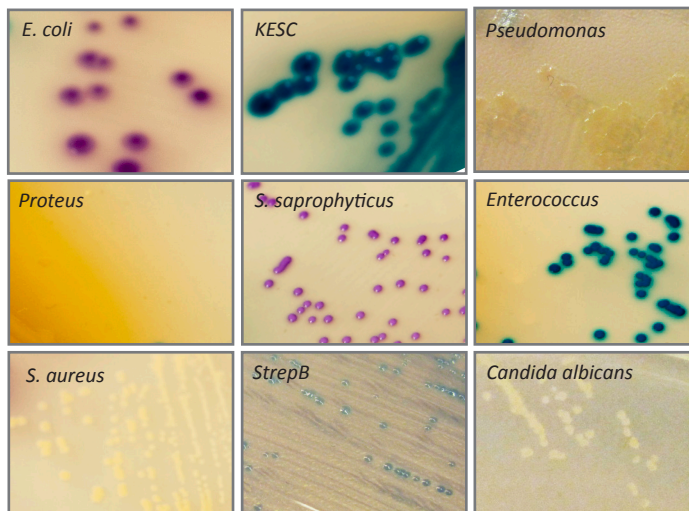 E. coli
KESC
Pseudomonas
Proteus
S. saprophyticus
Enterococcus
S. aureus
StrepB
Candida albicans